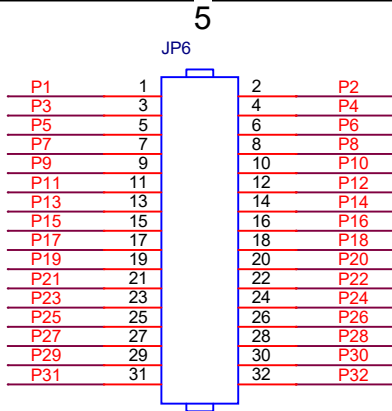 5
JP6
P1 1 2 P2
P3 3 4 P4
P5 5 6 P6
P7 7 8 P8
P9 9 10 P10
P11 11 12 P12
P13 13 14 P14
P15 15 16 P16
P17 17 18 P18
P19 19 20 P20
P21 21 22 P22
P23 23 24 P24
P25 25 26 P26
P27 27 28 P28
P29 29 30 P30
P31 31 32 P32